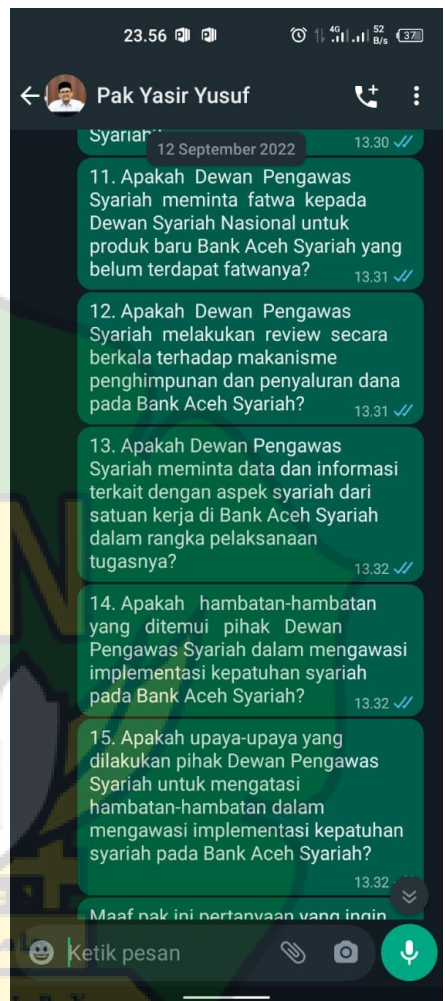 23.56
4G
52
B/s
37
Pak Yasir Yusuf
Syariah?
13.30
12 September 2022
11. Apakah Dewan Pengawas
Syariah meminta fatwa kepada
Dewan Syariah Nasional untuk
produk baru Bank Aceh Syariah yang
belum terdapat fatwanya?
13.31
12. Apakah Dewan Pengawas
Syariah melakukan review secara
berkala terhadap makanisme
penghimpunan dan penyaluran dana
pada Bank Aceh Syariah?
13.31
13. Apakah Dewan Pengawas
Syariah meminta data dan informasi
terkait dengan aspek syariah dari
satuan kerja di Bank Aceh Syariah
dalam rangka pelaksanaan
tugasnya?
13.32
14. Apakah hambatan-hambatan
yang ditemui pihak Dewan
Pengawas Syariah dalam mengawasi
implementasi kepatuhan syariah
pada Bank Aceh Syariah?
13.32
15. Apakah upaya-upaya yang
dilakukan pihak Dewan Pengawas
Syariah untuk mengatasi
hambatan-hambatan dalam
mengawasi implementasi kepatuhan
syariah pada Bank Aceh Syariah?
13.32
Maaf pak ini pertanyaan yang ingin
Ketik pesan